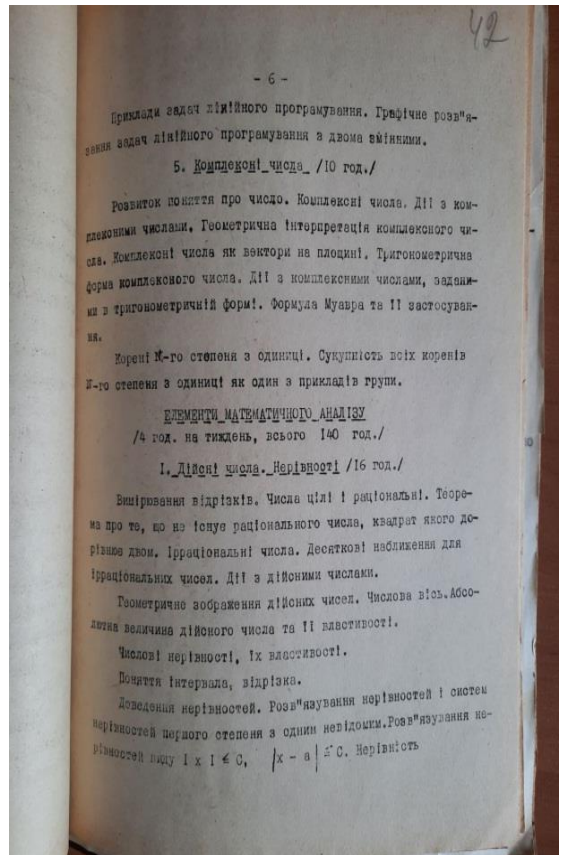 42
- 6 -
Приклади задач лінійного програмування. Графічне розв"я-
зання задач лінійного програмування з двома змінними.
5. Комплексні числа /10 год./
Розвиток поняття про число. Комплексні числа. Дії з ком-
плексними числами. Геометрична інтерпретація комплексного чи-
сла. Комплексні числа як вектори на площині. Тригонометрична
форма комплексного числа. Дії з комплексними числами, задани-
ми в тригонометричній формі. Формула Муавра та її застосуван-
ня.
Корені N-го степеня з одиниці. Сукупність всіх коренів
N-го степеня з одиниці як один з прикладів групи.
ЕЛЕМЕНТИ МАТЕМАТИЧНОГО АНАЛІЗУ
/4 год. на тиждень, всього 140 год./
I. Дійсні числа. Нерівності /16 год./
Вимірювання відрізків. Числа цілі і раціональні. Теоре-
ма про те, що не існує раціонального числа, квадрат якого до-
рівнює двом. Ірраціональні числа. Десяткові наближення для
ірраціональних чисел. Дії з дійсними числами.
Геометричне зображення дійсних чисел. Числова вісь.Абсо-
лютна величина дійсного числа та її властивості.
Числові нерівності, їх властивості.
Поняття інтервала, відрізка.
Доведення нерівностей. Розв"язування нерівностей і систем
нерівностей першого степеня з одним невідомим.Розв"язування не-
рівностей виду I x I ≤ C, |x - a| ≤ C. Нерівність